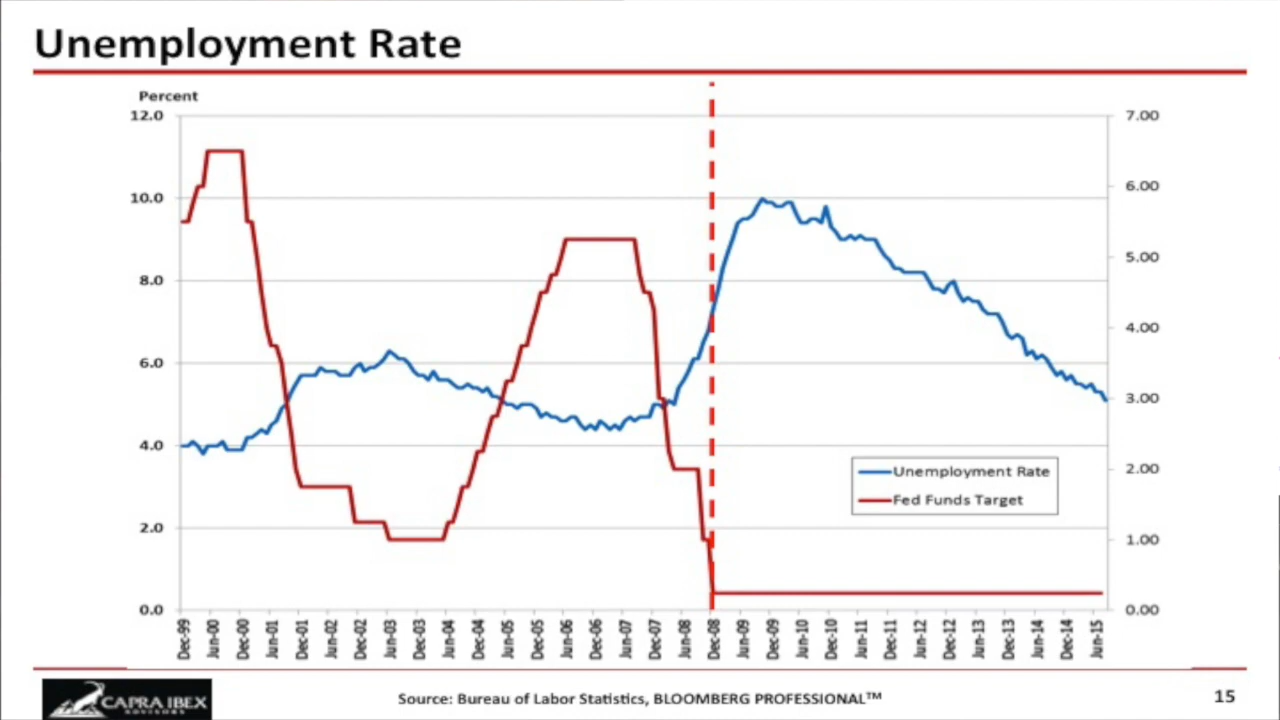 Unemployment Rate
Percent
12.0
10.0
8.0
6.0
4.0
2.0
0.0
7.00
6.00
5.00
4.00
3.00
2.00
1.00
0.00
Unemployment Rate
Fed Funds Target
Dec-99
Jun-00
Dec-00
Jun-01
Dec-01
Jun-02
Dec-02
Jun-03
Dec-03
Jun-04
Dec-04
Jun-05
Dec-05
Jun-06
Dec-06
Jun-07
Dec-07
Jun-08
Dec-08
Jun-09
Dec-09
Jun-10
Dec-10
Jun-11
Dec-11
Jun-12
Dec-12
Jun-13
Dec-13
Jun-14
Dec-14
Jun-15
CAPRA IBEX
ADVISORS
Source: Bureau of Labor Statistics, BLOOMBERG PROFESSIONAL™
15